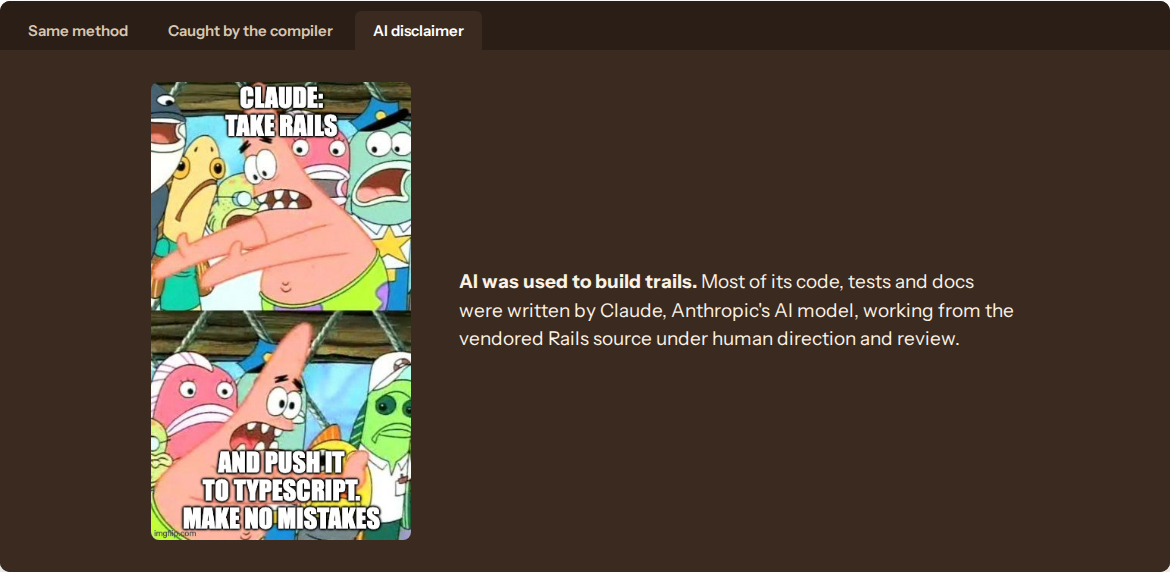 Same method
Caught by the compiler
AI disclaimer
CLAUDE:
TAKE RAILS
AND PUSH IT
TO TYPESCRIPT.
MAKE NO MISTAKES
imgflip.com
AI was used to build trails. Most of its code, tests and docs
were written by Claude, Anthropic's AI model, working from the
vendored Rails source under human direction and review.